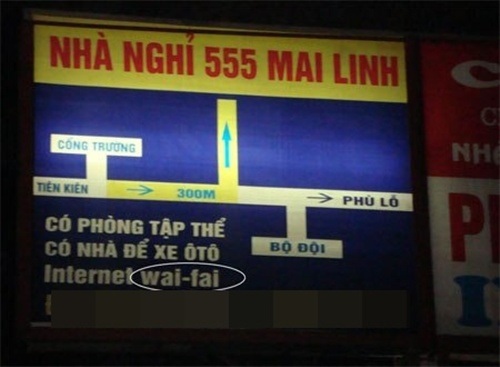 NHÀ NGHỈ 555 MAI LINH
CỔNG TRƯỜNG
TIÊN KIÊN
300M
PHÙ LỖ
BỘ ĐỘI
CÓ PHÒNG TẬP THỂ
CÓ NHÀ ĐỂ XE ÔTÔ
Internet wai-fai